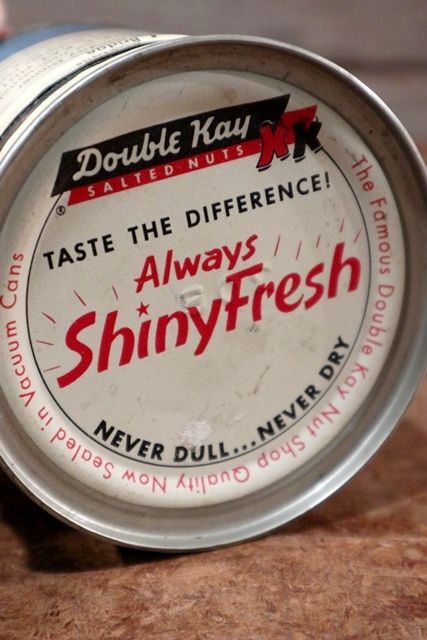 Double Kay
KK
SALTED NUTS
®
TASTE THE DIFFERENCE!
Always
ShinyFresh
NEVER DULL...NEVER DRY
The Famous Double Kay Nut Shop Quality Now Sealed in Vacuum Cans